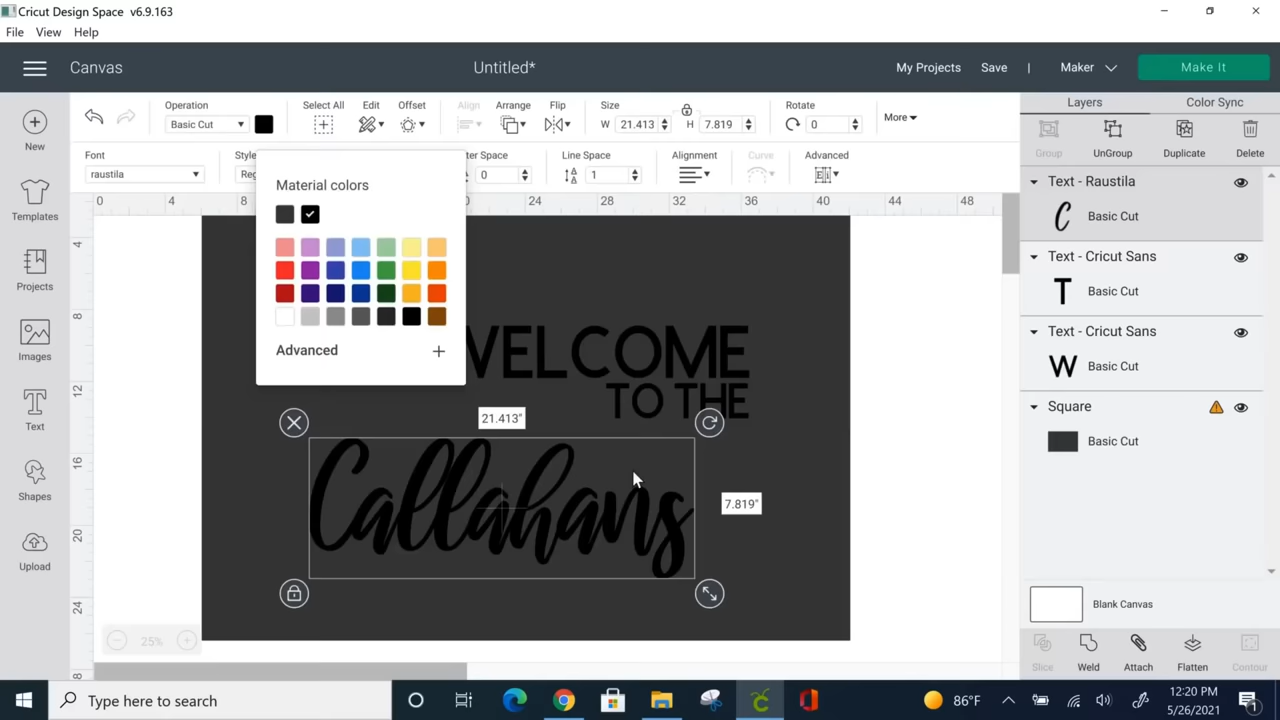 Cricut Design Space v6.9.163
File View Help
Canvas
Untitled*
My Projects Save | Maker Make It
Operation
Basic Cut
Select All
Edit
Offset
Align
Arrange
Flip
Size
W 21.413
H 7.819
Rotate
0
More
Font
raustila
Style
Reg
ter Space
0
Line Space
1
Alignment
Curve
Advanced
Layers Color Sync
Group UnGroup Duplicate Delete
Text - Raustila
C Basic Cut
Text - Cricut Sans
T Basic Cut
Text - Cricut Sans
W Basic Cut
Square
Basic Cut
Blank Canvas
Slice Weld Attach Flatten Contour
New
Templates
Projects
Images
Text
Shapes
Upload
Material colors
Advanced +
0 4 8 0 24 28 32 36 40 44 48
4
8
12
16
20
24
8
WELCOME
TO THE
21.413"
Callahans
7.819"
25%
Type here to search
86°F
12:20 PM
5/26/2021
1